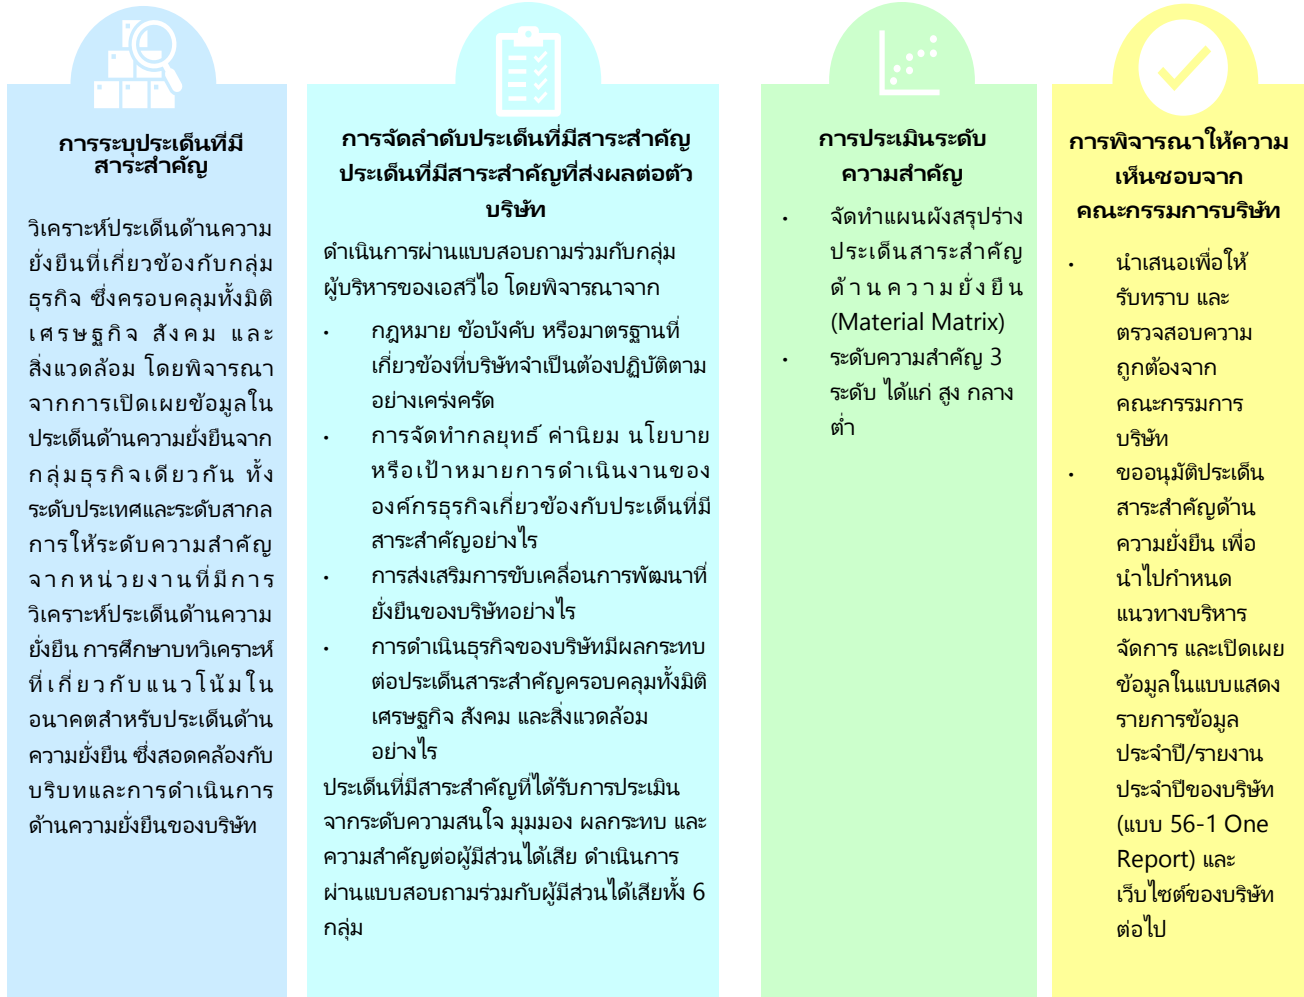 การระบุประเด็นที่มี
สาระสำคัญ
วิเคราะห์ประเด็นด้านความ
ยั่งยืนที่เกี่ยวข้องกับกลุ่ม
ธุรกิจ ซึ่งครอบคลุมทั้งมิติ
เศรษฐกิจ สังคม และ
สิ่งแวดล้อม โดยพิจารณา
จากการเปิดเผยข้อมูลใน
ประเด็นด้านความยั่งยืนจาก
กลุ่มธุรกิจเดียวกัน ทั้ง
ระดับประเทศและระดับสากล
การให้ระดับความสำคัญ
จากหน่วยงานที่มีการ
วิเคราะห์ประเด็นด้านความ
ยั่งยืน การศึกษาบทวิเคราะห์
ที่เกี่ยวกับแนวโน้มใน
อนาคตสำหรับประเด็นด้าน
ความยั่งยืน ซึ่งสอดคล้องกับ
บริบทและการดำเนินการ
ด้านความยั่งยืนของบริษัท
การจัดลำดับประเด็นที่มีสาระสำคัญ
ประเด็นที่มีสาระสำคัญที่ส่งผลต่อตัว
บริษัท
ดำเนินการผ่านแบบสอบถามร่วมกับกลุ่ม
ผู้บริหารของเอสวีไอ โดยพิจารณาจาก
• กฎหมาย ข้อบังคับ หรือมาตรฐานที่
เกี่ยวข้องที่บริษัทจำเป็นต้องปฏิบัติตาม
อย่างเคร่งครัด
• การจัดทำกลยุทธ์ ค่านิยม นโยบาย
หรือเป้าหมายการดำเนินงานของ
องค์กรธุรกิจเกี่ยวข้องกับประเด็นที่มี
สาระสำคัญอย่างไร
• การส่งเสริมการขับเคลื่อนการพัฒนาที่
ยั่งยืนของบริษัทอย่างไร
• การดำเนินธุรกิจของบริษัทมีผลกระทบ
ต่อประเด็นสาระสำคัญครอบคลุมทั้งมิติ
เศรษฐกิจ สังคม และสิ่งแวดล้อม
อย่างไร
ประเด็นที่มีสาระสำคัญที่ได้รับการประเมิน
จากระดับความสนใจ มุมมอง ผลกระทบ และ
ความสำคัญต่อผู้มีส่วนได้เสีย ดำเนินการ
ผ่านแบบสอบถามร่วมกับผู้มีส่วนได้เสียทั้ง 6
กลุ่ม
การประเมินระดับ
ความสำคัญ
• จัดทำแผนผังสรุปร่าง
ประเด็นสาระสำคัญ
ด้านความยั่งยืน
(Material Matrix)
• ระดับความสำคัญ 3
ระดับ ได้แก่ สูง กลาง
ต่ำ
การพิจารณาให้ความ
เห็นชอบจาก
คณะกรรมการบริษัท
• นำเสนอเพื่อให้
รับทราบ และ
ตรวจสอบความ
ถูกต้องจาก
คณะกรรมการ
บริษัท
• ขออนุมัติประเด็น
สาระสำคัญด้าน
ความยั่งยืน เพื่อ
นำไปกำหนด
แนวทางบริหาร
จัดการ และเปิดเผย
ข้อมูลในแบบแสดง
รายการข้อมูล
ประจำปี/รายงาน
ประจำปีของบริษัท
(แบบ 56-1 One
Report) และ
เว็บไซต์ของบริษัท
ต่อไป